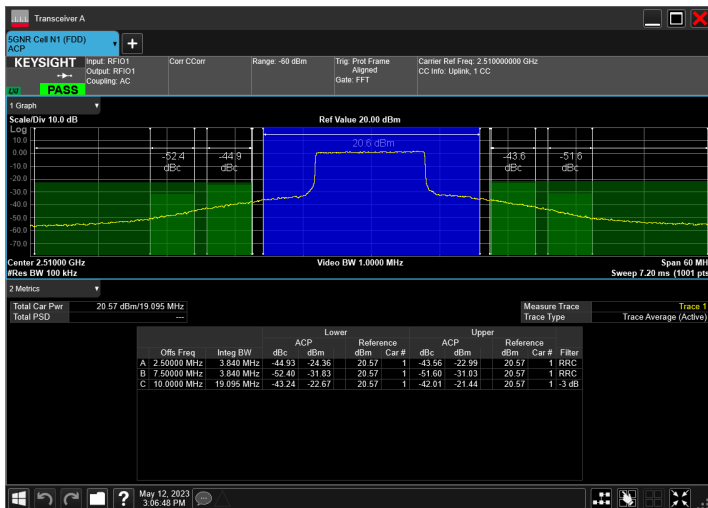 Transceiver A
5GNR Cell N1 (FDD)
ACP
KEYSIGHT
PASS
Input: RFIO1
Output: RFIO1
Coupling: AC
Corr CCorr
Range: -60 dBm
Trig: Prot Frame
Aligned
Gate: FFT
Carrier Ref Freq: 2.510000000 GHz
CC Info: Uplink, 1 CC
1 Graph
Scale/Div 10.0 dB
Ref Value 20.00 dBm
Log
10.0
0.00
-10.0
-20.0
-30.0
-40.0
-50.0
-60.0
-70.0
-52.4
dBc
-44.9
dBc
20.6 dBm
-43.6
dBc
-51.6
dBc
Center 2.51000 GHz
#Res BW 100 kHz
Video BW 1.0000 MHz
Span 60 MH
Sweep 7.20 ms (1001 pts
2 Metrics
Total Car Pwr 20.57 dBm/19.095 MHz
Total PSD ---
Measure Trace Trace 1
Trace Type Trace Average (Active)
Lower Upper
ACP Reference ACP Reference
Offs Freq Integ BW dBc dBm dBm Car # dBc dBm dBm Car # Filter
A 2.50000 MHz 3.840 MHz -44.93 -24.36 20.57 1 -43.56 -22.99 20.57 1 RRC
B 7.50000 MHz 3.840 MHz -52.40 -31.83 20.57 1 -51.60 -31.03 20.57 1 RRC
C 10.0000 MHz 19.095 MHz -43.24 -22.67 20.57 1 -42.01 -21.44 20.57 1 -3 dB
May 12, 2023
3:06:48 PM